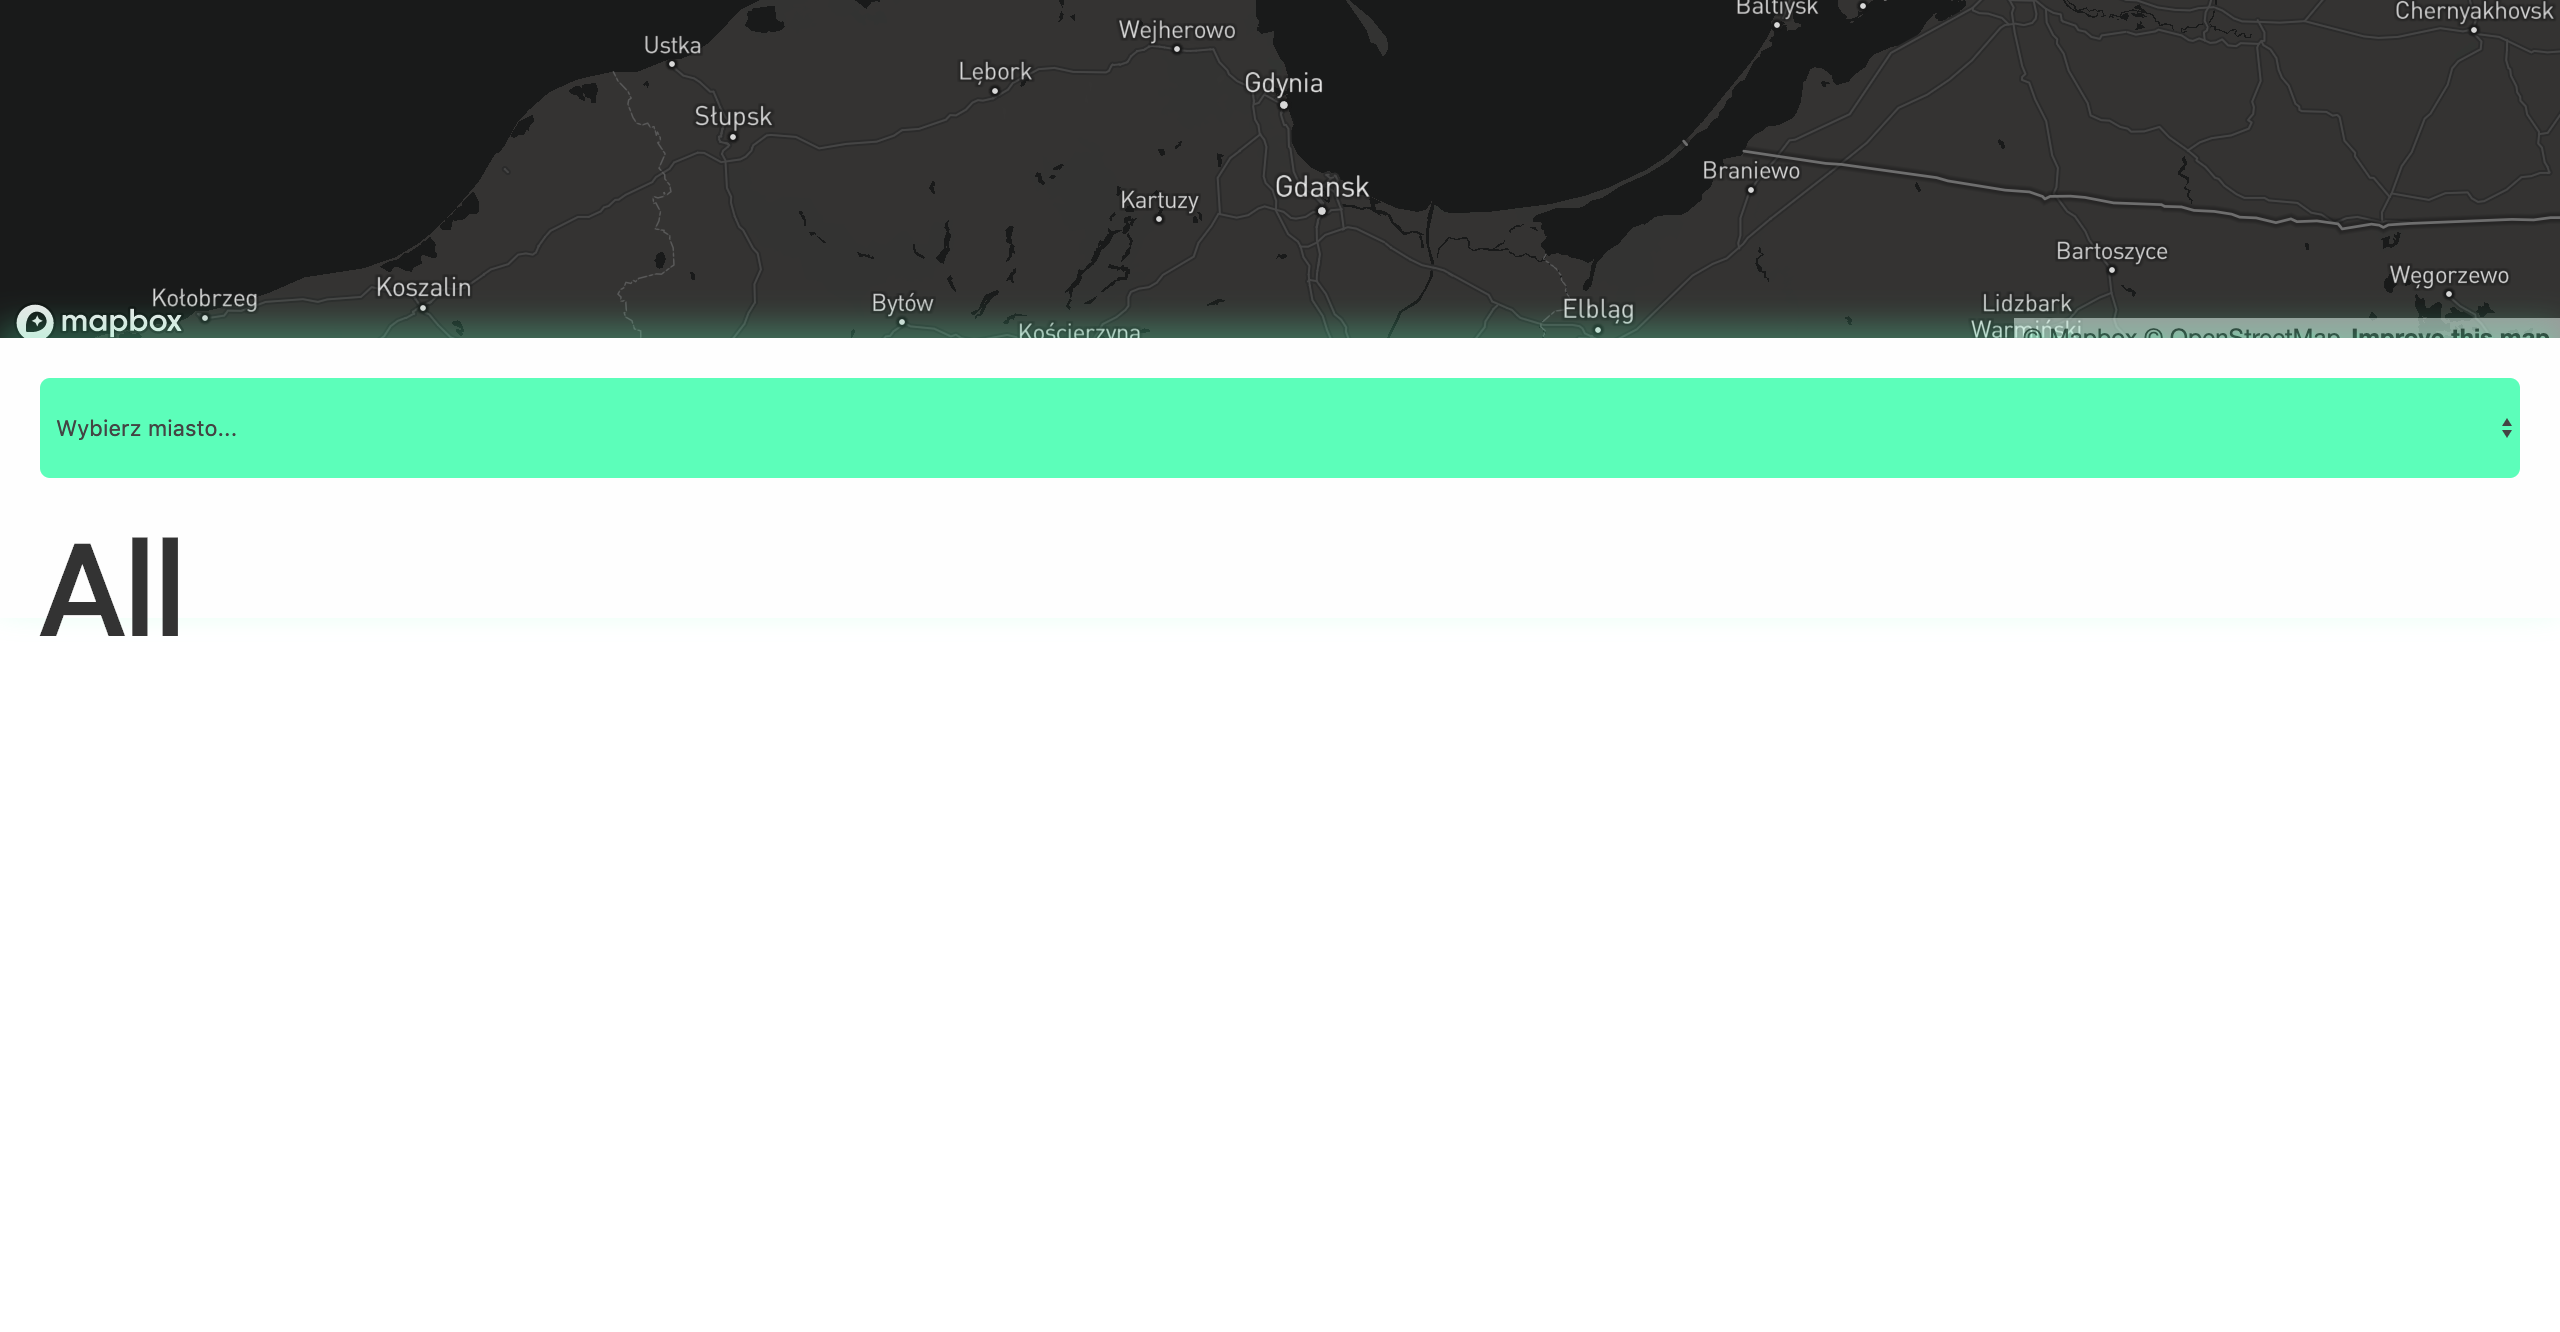 Baltiysk
Chernyakhovsk
Wejherowo
Ustka
Lębork
Gdynia
Słupsk
Braniewo
Gdansk
Kartuzy
Bartoszyce
Węgorzewo
Koszalin
Kołobrzeg
Bytów
Lidzbark
Warmiński
Elbląg
mapbox
Kościerzyna
© Mapbox © OpenStreetMap Improve this map
Wybierz miasto...
All